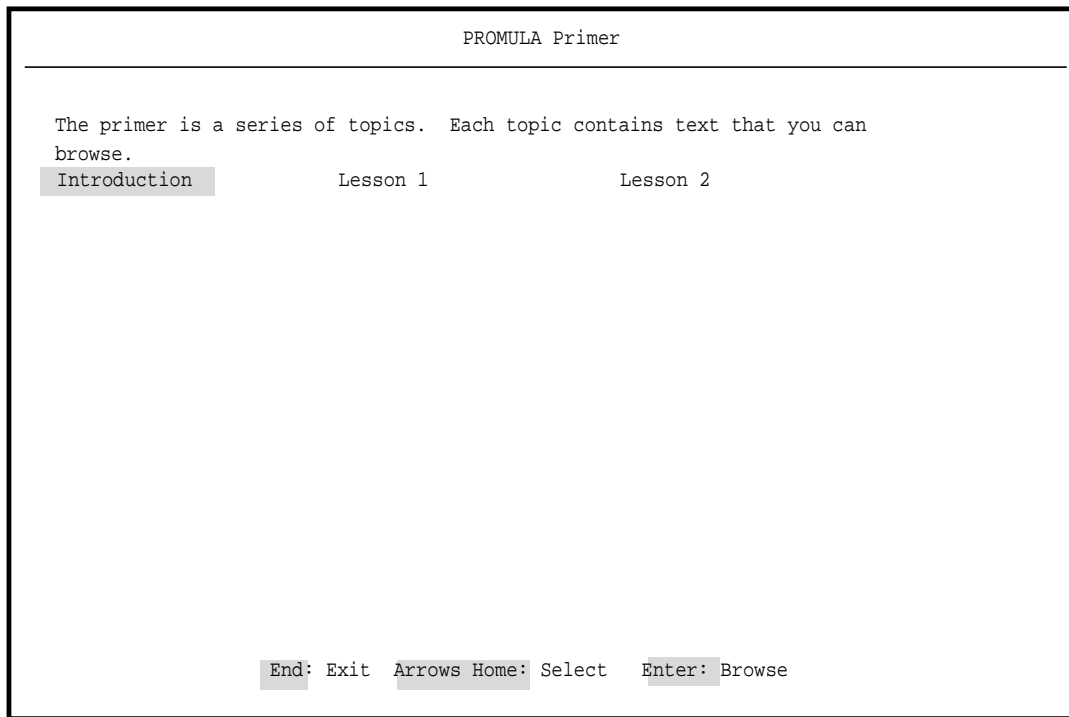 PROMULA Primer
The primer is a series of topics.  Each topic contains text that you can
browse.
Introduction Lesson 1 Lesson 2
End: Exit Arrows Home: Select Enter: Browse